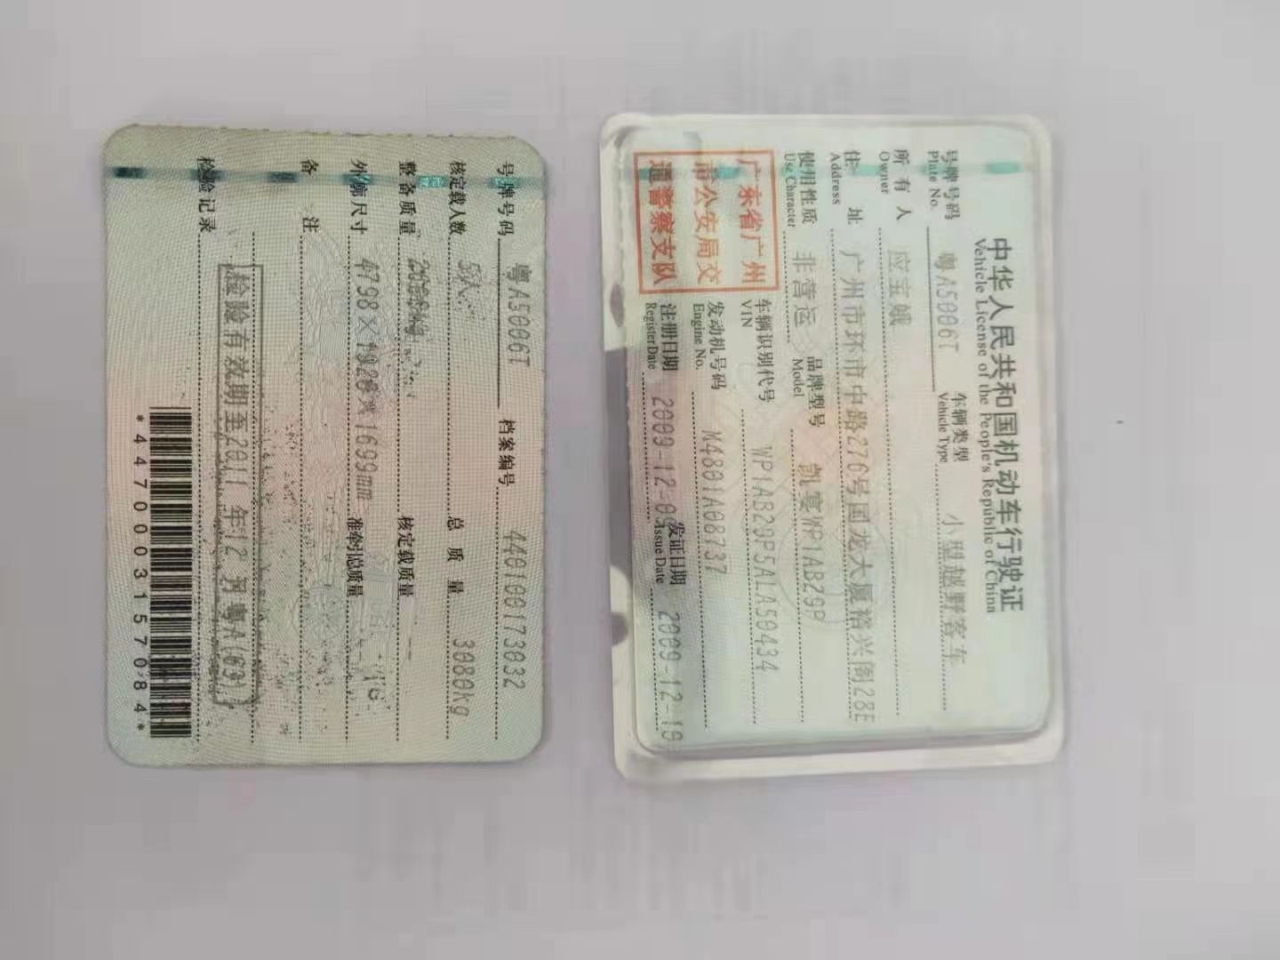 中华人民共和国机动车行驶证
Vehicle License of the People's Republic of China
号牌号码 粤A5006T 车辆类型 小型越野客车
Plate No. Vehicle Type
所有人 应宝娥
Owner
住址 广州市环市中路276号国龙大厦裕兴阁28E
Address
使用性质 非营运 品牌型号 凯宴WP1AB29P
Use Character Model
车辆识别代号 WP1AB29P5ALA50434
VIN
发动机号码 M4801A08737
Engine No.
注册日期 2009-12-09 发证日期 2009-12-19
Register Date Issue Date
广东省广州
市公安局交
通警察支队
号牌号码 粤A5006T 档案编号 440100173032
核定载人数 5人 总质量 3080kg
整备质量 核定载质量 --
外廓尺寸 4798×1928×1699mm 准牵引总质量
备注
检验记录 检验有效期至2011年12月粤A(03)
*4470003157084*